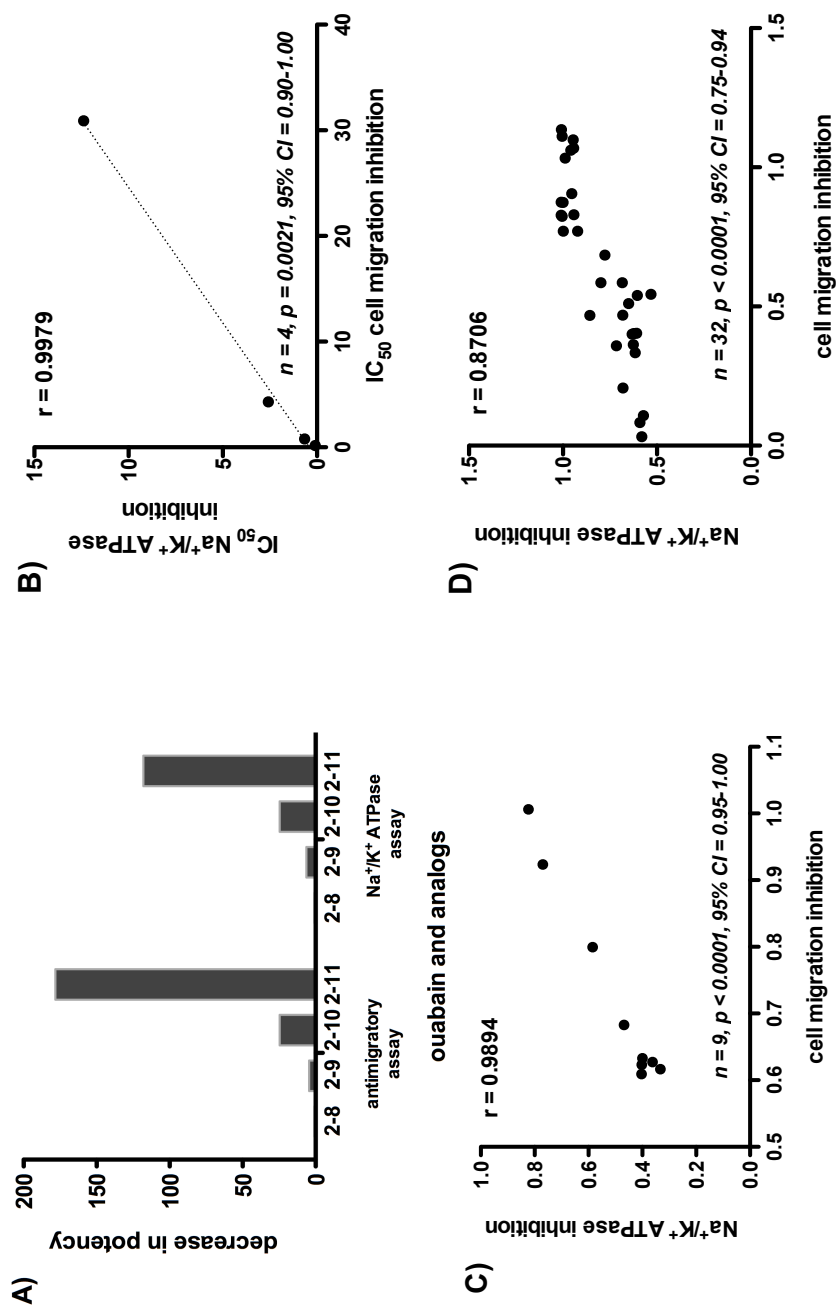 A)
decrease in potency
200
150
100
50
0
2-8 2-9 2-10 2-11 2-8 2-9 2-10 2-11
antimigratory
assay
Na⁺/K⁺ ATPase
assay
ouabain and analogs
B)
IC₅₀ Na⁺/K⁺ ATPase
inhibition
15
10
5
0
r = 0.9979
n = 4, p = 0.0021, 95% CI = 0.90-1.00
0 10 20 30 40
IC₅₀ cell migration inhibition
C)
Na⁺/K⁺ ATPase inhibition
1.0
0.8
0.6
0.4
0.2
0.0
r = 0.9894
n = 9, p < 0.0001, 95% CI = 0.95-1.00
0.5 0.6 0.7 0.8 0.9 1.0 1.1
cell migration inhibition
D)
Na⁺/K⁺ ATPase inhibition
1.5
1.0
0.5
0.0
r = 0.8706
n = 32, p < 0.0001, 95% CI = 0.75-0.94
0.0 0.5 1.0 1.5
cell migration inhibition